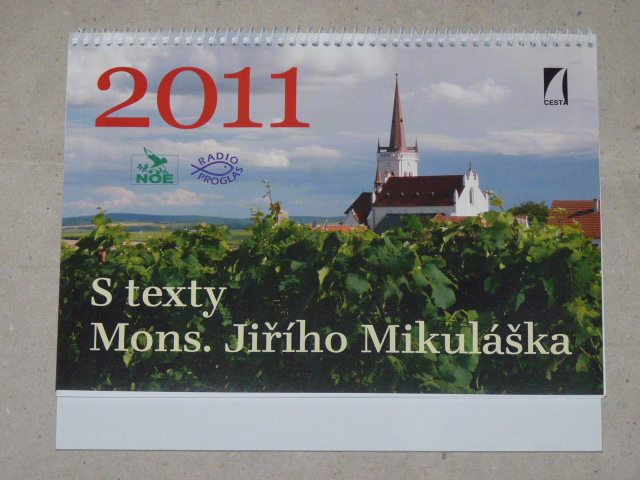 2011
CESTA
NOE
RADIO
PROGLAS
S texty
Mons. Jiřího Mikuláška